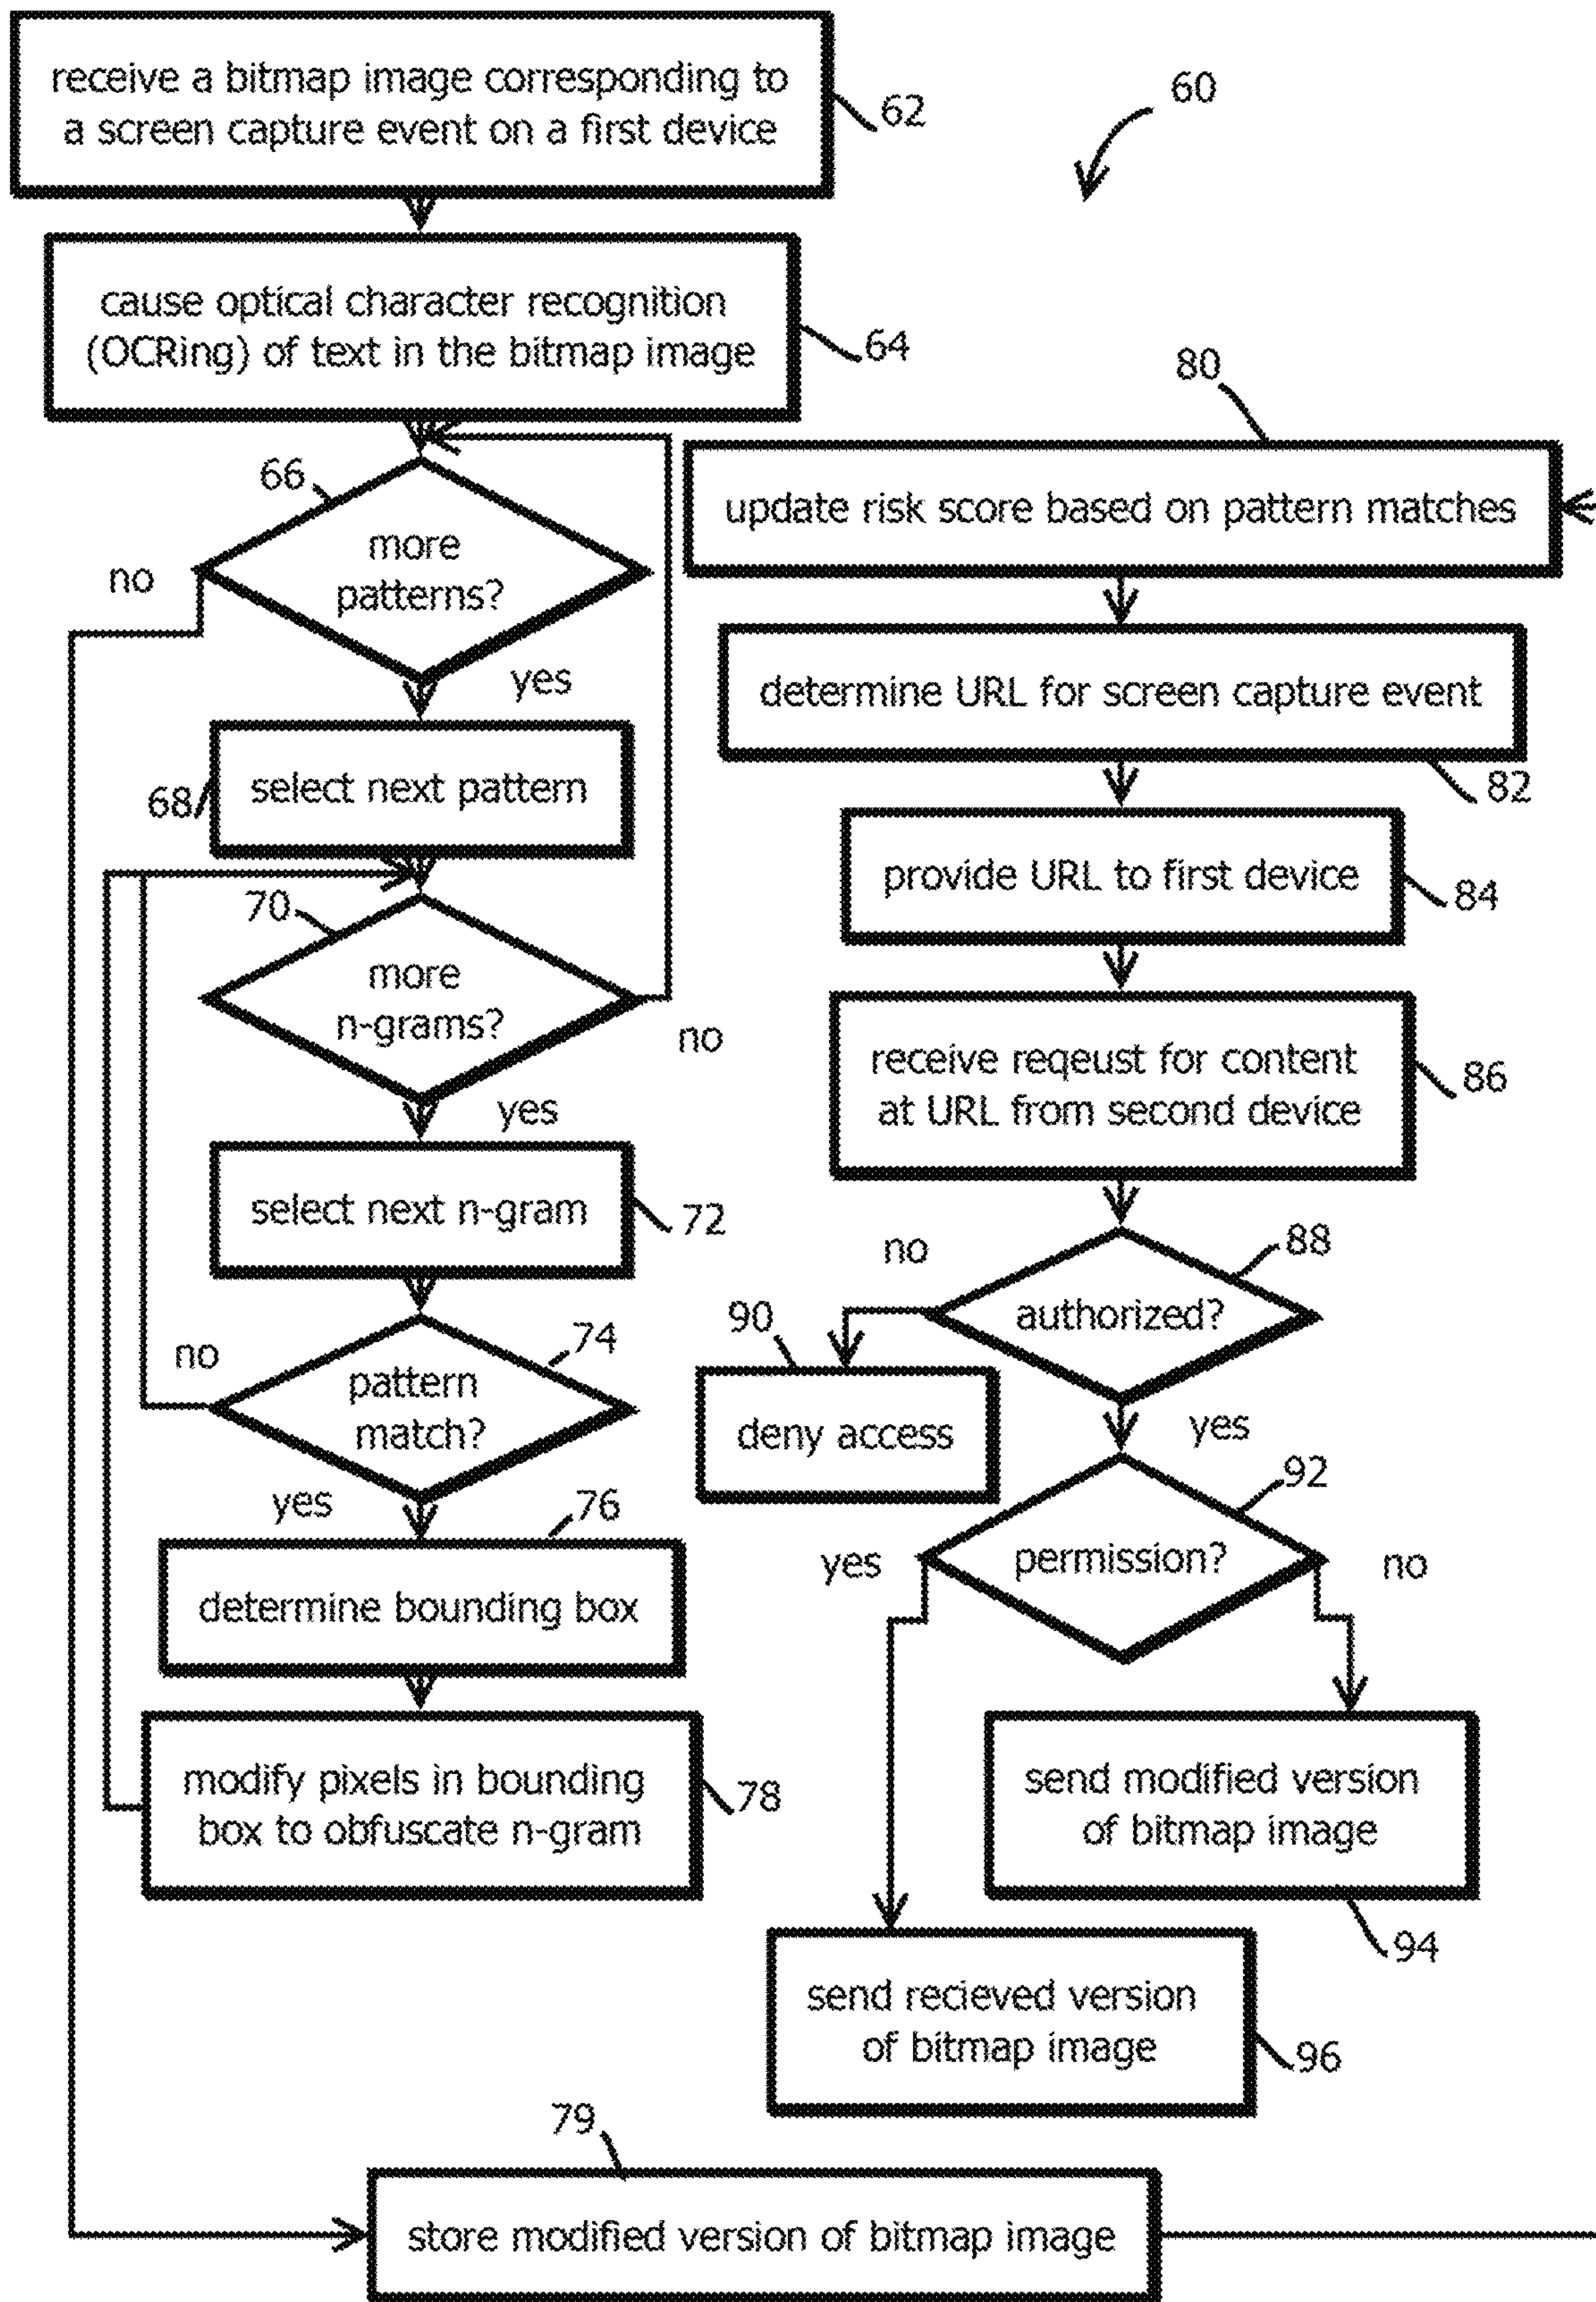 receive a bitmap image corresponding to
a screen capture event on a first device
62
60
cause optical character recognition
(OCRing) of text in the bitmap image
64
66
more
patterns?
no
yes
68
select next pattern
70
more
n-grams?
no
yes
select next n-gram
72
74
no
pattern
match?
yes
76
determine bounding box
modify pixels in bounding
box to obfuscate n-gram
78
80
update risk score based on pattern matches
determine URL for screen capture event
82
provide URL to first device
84
receive reqeust for content
at URL from second device
86
88
no
authorized?
90
deny access
yes
92
yes
permission?
no
send modified version
of bitmap image
94
send recieved version
of bitmap image
96
79
store modified version of bitmap image